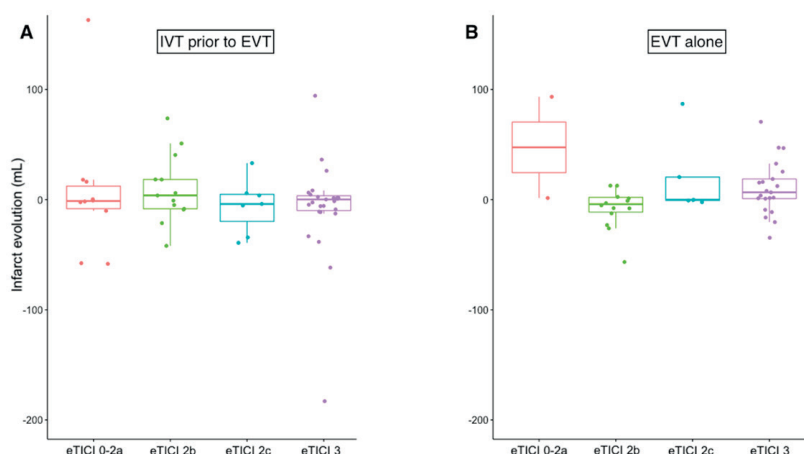 A
IVT prior to EVT
B
EVT alone
Infarct evolution (mL)
100
0
-100
-200
eTICI 0-2a eTICI 2b eTICI 2c eTICI 3
100
0
-100
-200
eTICI 0-2a eTICI 2b eTICI 2c eTICI 3